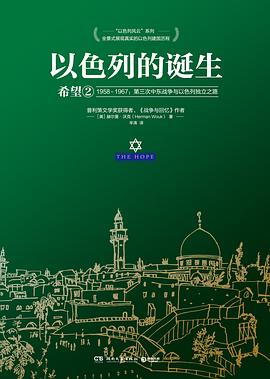 “以色列风云”系列
全景式展现真实的以色列建国历程
以色列的诞生
希望② 1958-1967：第三次中东战争与以色列独立之路
普利策文学奖获得者、《战争与回忆》作者
[美] 赫尔曼·沃克（Herman Wouk） 著
辛涛 译
THE HOPE